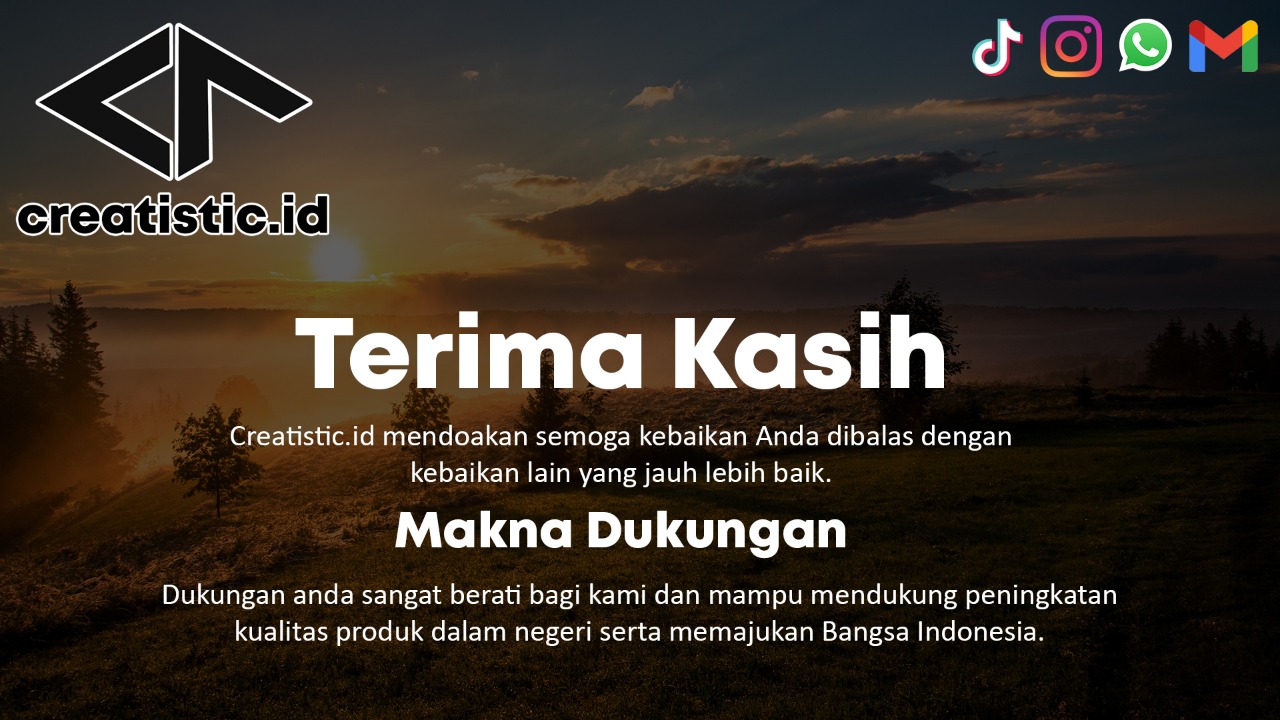 creatistic.id
Terima Kasih
Creatistic.id mendoakan semoga kebaikan Anda dibalas dengan
kebaikan lain yang jauh lebih baik.
Makna Dukungan
Dukungan anda sangat berati bagi kami dan mampu mendukung peningkatan
kualitas produk dalam negeri serta memajukan Bangsa Indonesia.